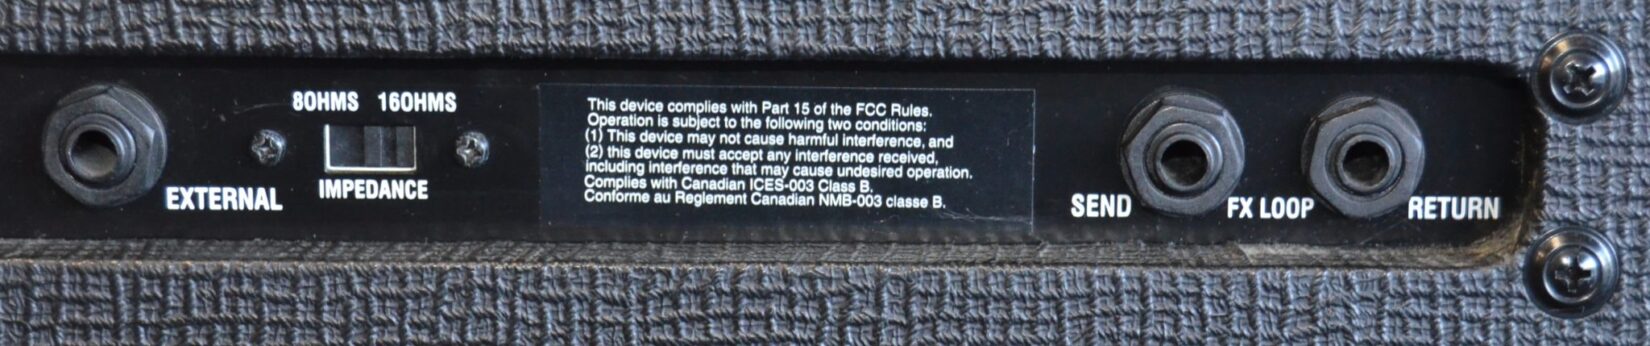 8OHMS 16OHMS
EXTERNAL
IMPEDANCE
This device complies with Part 15 of the FCC Rules.
Operation is subject to the following two conditions:
(1) This device may not cause harmful interference, and
(2) this device must accept any interference received,
including interference that may cause undesired operation.
Complies with Canadian ICES-003 Class B.
Conforme au Reglement Canadian NMB-003 classe B.
SEND FX LOOP RETURN